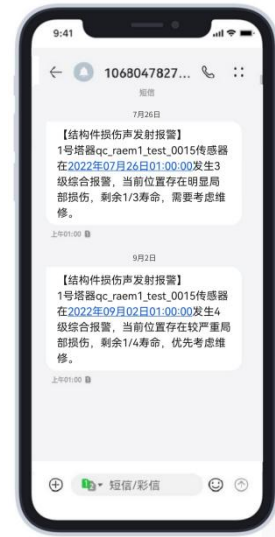 9:41
1068047827...
短信
7月26日
【结构件损伤声发射报警】
1号塔器qc_raem1_test_0015传感器
在2022年07月26日01:00:00发生3
级综合报警，当前位置存在明显局
部损伤，剩余1/3寿命，需要考虑维
修。
上午01:00
9月2日
【结构件损伤声发射报警】
1号塔器qc_raem1_test_0015传感器
在2022年09月02日01:00:00发生4
级综合报警，当前位置存在较严重局
部损伤，剩余1/4寿命，优先考虑维
修。
上午01:00
短信/彩信